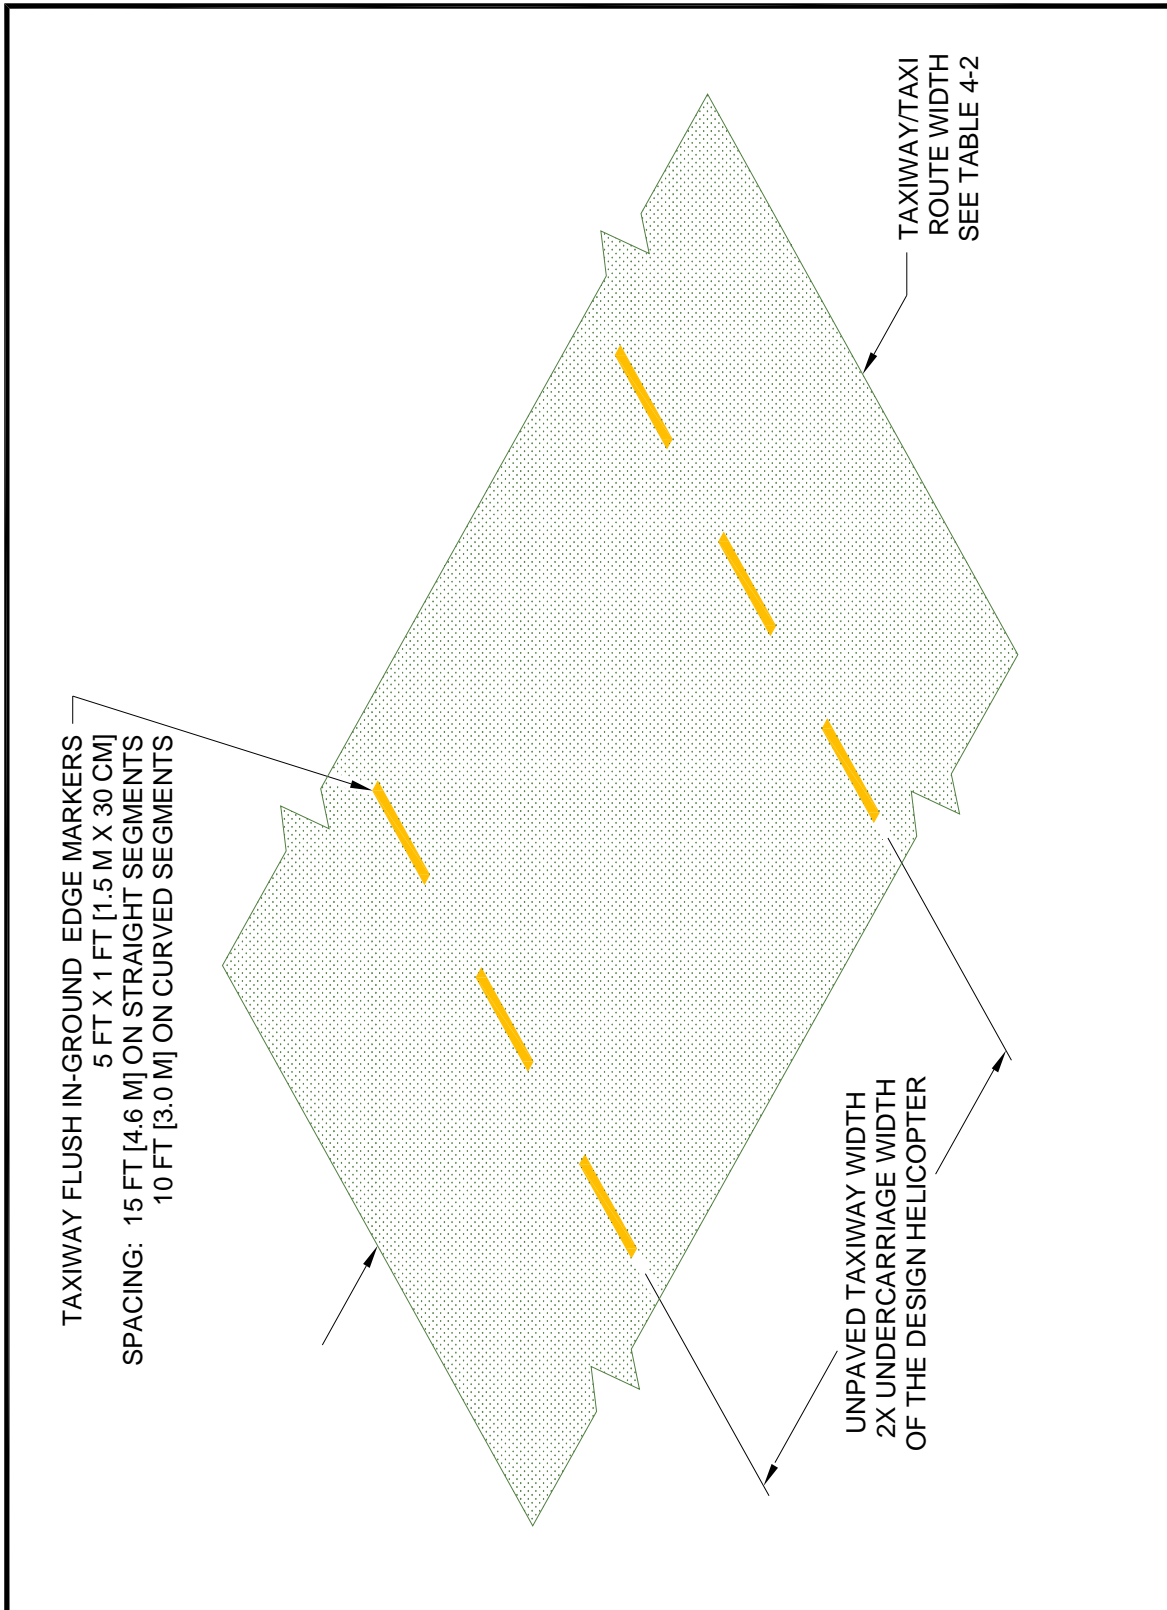 TAXIWAY FLUSH IN-GROUND EDGE MARKERS
5 FT X 1 FT [1.5 M X 30 CM]
SPACING: 15 FT [4.6 M] ON STRAIGHT SEGMENTS
10 FT [3.0 M] ON CURVED SEGMENTS
TAXIWAY/TAXI
ROUTE WIDTH
SEE TABLE 4-2
UNPAVED TAXIWAY WIDTH
2X UNDERCARRIAGE WIDTH
OF THE DESIGN HELICOPTER